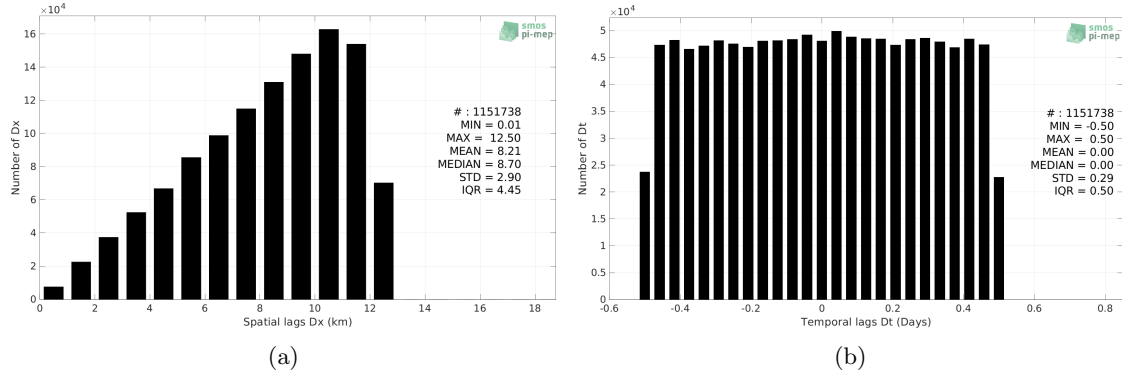 ×10⁴
16
14
12
10
8
6
4
2
0
0
2
4
6
8
10
12
14
16
18
Number of Dx
Spatial lags Dx (km)
smos
pi-mep
# : 1151738
MIN = 0.01
MAX = 12.50
MEAN = 8.21
MEDIAN = 8.70
STD = 2.90
IQR = 4.45
(a)
×10⁴
5
4.5
4
3.5
3
2.5
2
1.5
1
0.5
0
-0.6
-0.4
-0.2
0
0.2
0.4
0.6
0.8
Number of Dt
Temporal lags Dt (Days)
smos
pi-mep
# : 1151738
MIN = -0.50
MAX = 0.50
MEAN = 0.00
MEDIAN = 0.00
STD = 0.29
IQR = 0.50
(b)